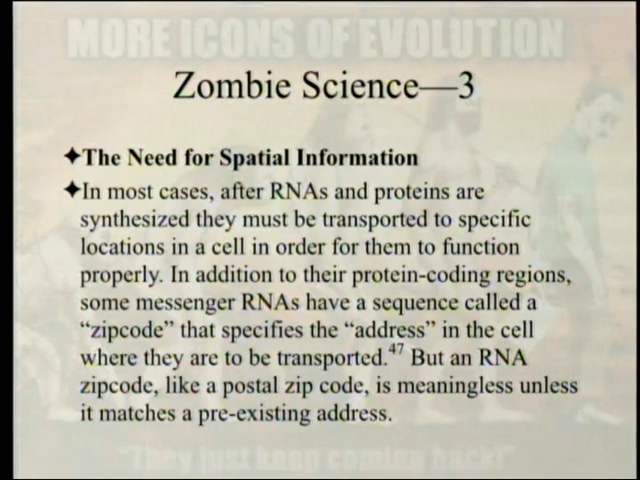 MORE ICONS OF EVOLUTION
Zombie Science—3
✦The Need for Spatial Information
✦In most cases, after RNAs and proteins are
synthesized they must be transported to specific
locations in a cell in order for them to function
properly. In addition to their protein-coding regions,
some messenger RNAs have a sequence called a
“zipcode” that specifies the “address” in the cell
where they are to be transported.47 But an RNA
zipcode, like a postal zip code, is meaningless unless
it matches a pre-existing address.
"They just keep coming back!"